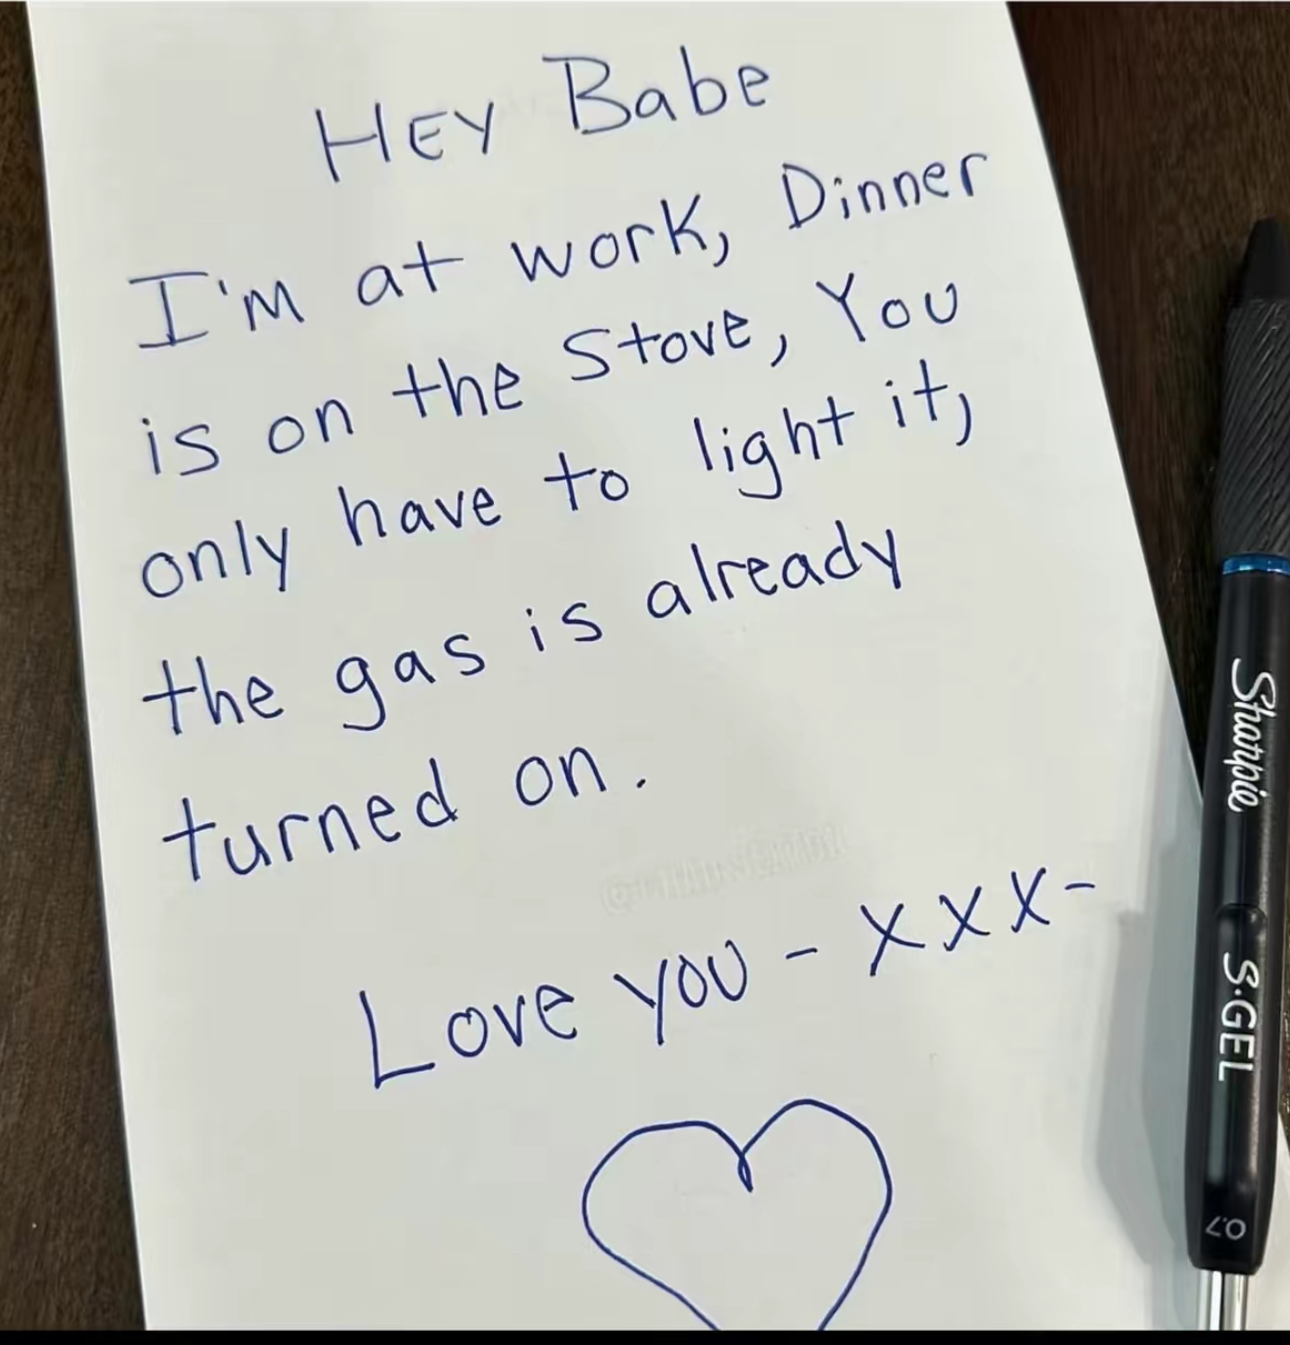 HEY Babe
I'm at work, Dinner
is on the Stove, You
only have to light it,
the gas is already
turned on.
Love you - xxx-
Sharpie
S·GEL
0.7